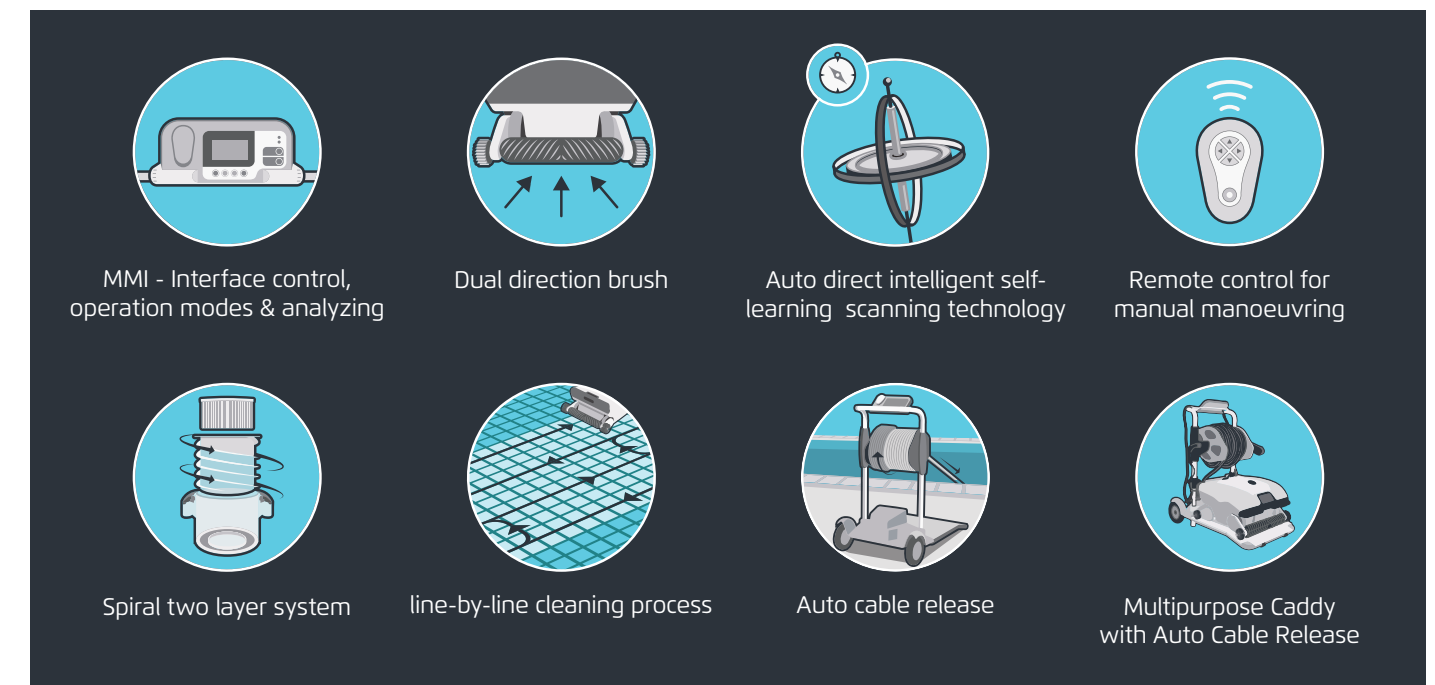 MMI - Interface control,
operation modes & analyzing
Dual direction brush
Auto direct intelligent self-
learning  scanning technology
Remote control for
manual manoeuvring
Spiral two layer system
line-by-line cleaning process
Auto cable release
Multipurpose Caddy
with Auto Cable Release